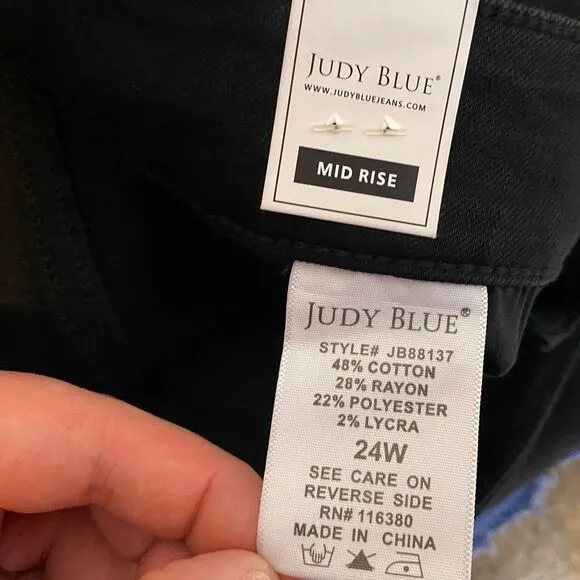 JUDY BLUE®
WWW.JUDYBLUEJEANS.COM
MID RISE
JUDY BLUE®
STYLE# JB88137
48% COTTON
28% RAYON
22% POLYESTER
2% LYCRA
24W
SEE CARE ON
REVERSE SIDE
RN# 116380
MADE IN CHINA